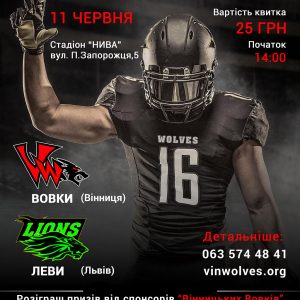 11 ЧЕРВНЯ
Стадіон "НИВА"
вул. П.Запорожця,5
Вартість квитка
25 ГРН
Початок
14:00
WOLVES
16
W
ВОВКИ (Вінниця)
LIONS
ЛЕВИ (Львів)
Детальніше:
063 574 48 41
vinwolves.org
Розіграш призів від спонсорів "Вінницьких Вовків"